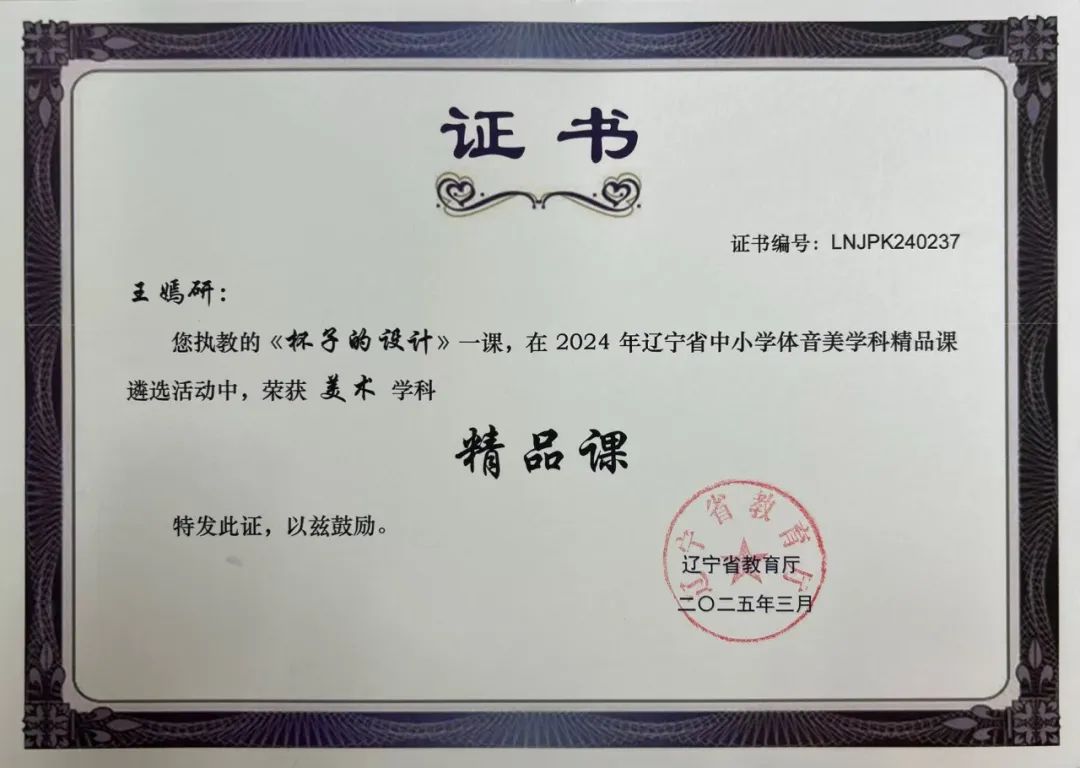 证书
证书编号：LNJPK240237
王嫣研：
您执教的《杯子的设计》一课，在 2024 年辽宁省中小学体音美学科精品课
遴选活动中，荣获 美术 学科
精品课
特发此证，以兹鼓励。
辽宁省教育厅
辽宁省教育厅
二〇二五年三月